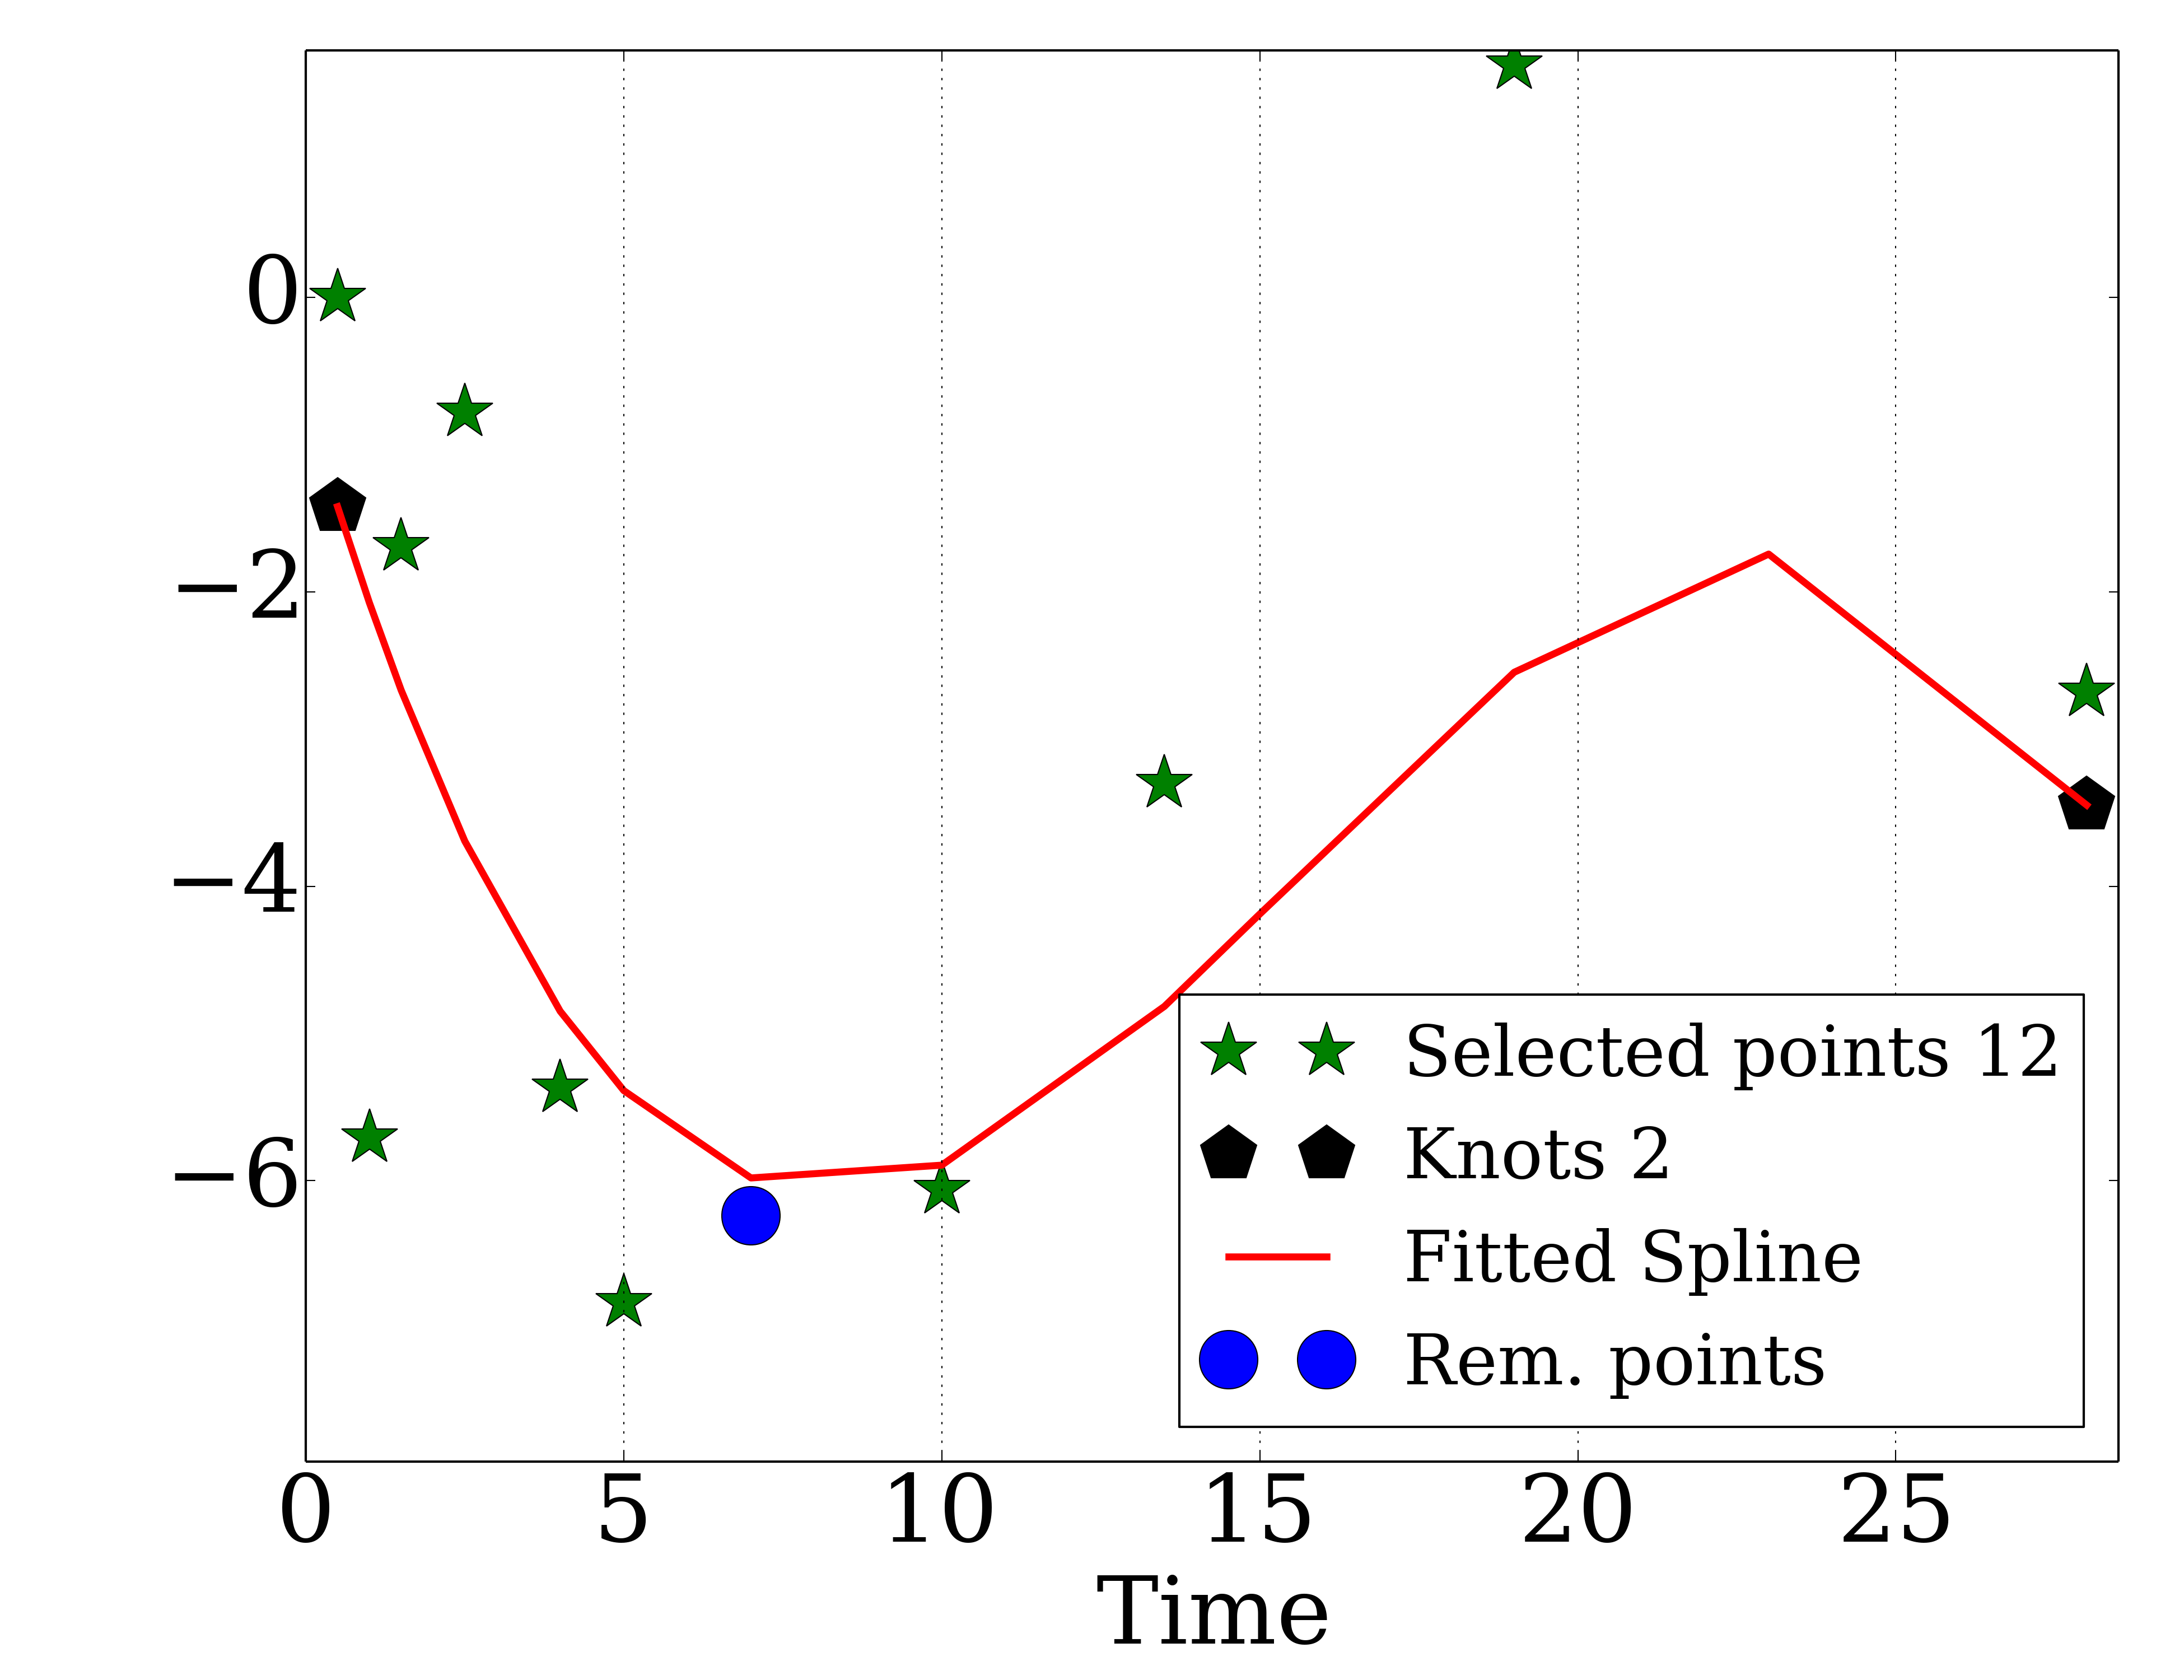 0
−2
−4
−6
Selected points 12
Knots 2
Fitted Spline
Rem. points
0 5 10 15 20 25
Time